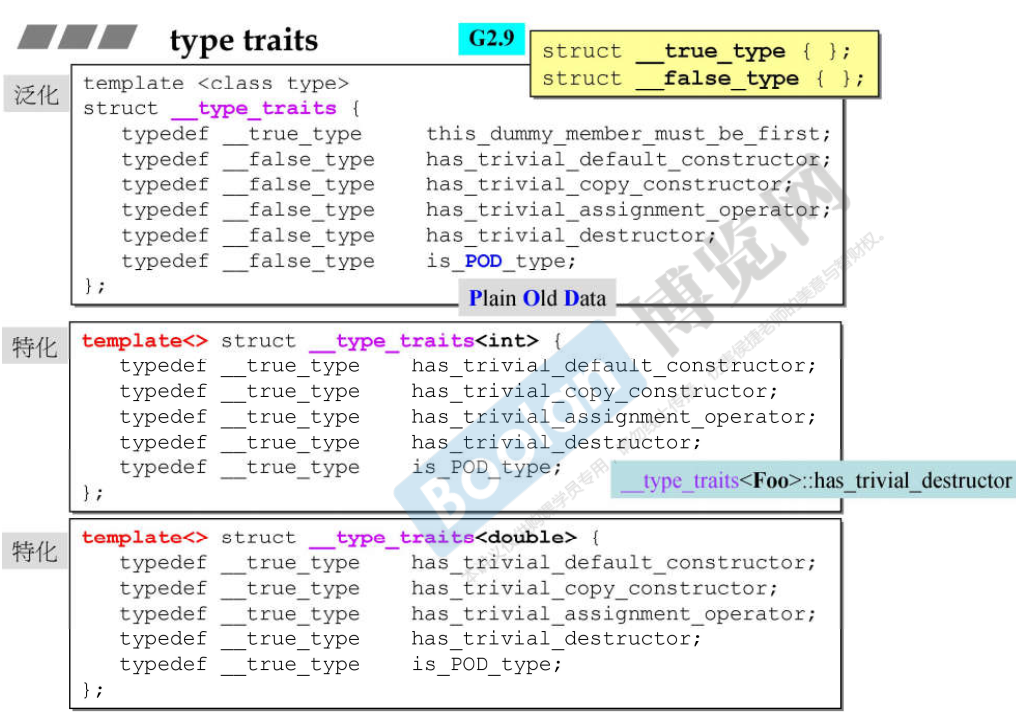 type traits
G2.9
struct __true_type { };
struct __false_type { };
泛化
template <class type>
struct __type_traits {
typedef __true_type this_dummy_member_must_be_first;
typedef __false_type has_trivial_default_constructor;
typedef __false_type has_trivial_copy_constructor;
typedef __false_type has_trivial_assignment_operator;
typedef __false_type has_trivial_destructor;
typedef __false_type is_POD_type;
};
Plain Old Data
特化
template<> struct __type_traits<int> {
typedef __true_type has_trivial_default_constructor;
typedef __true_type has_trivial_copy_constructor;
typedef __true_type has_trivial_assignment_operator;
typedef __true_type has_trivial_destructor;
typedef __true_type is_POD_type;
};
__type_traits<Foo>::has_trivial_destructor
特化
template<> struct __type_traits<double> {
typedef __true_type has_trivial_default_constructor;
typedef __true_type has_trivial_copy_constructor;
typedef __true_type has_trivial_assignment_operator;
typedef __true_type has_trivial_destructor;
typedef __true_type is_POD_type;
};
Boolan
博览网